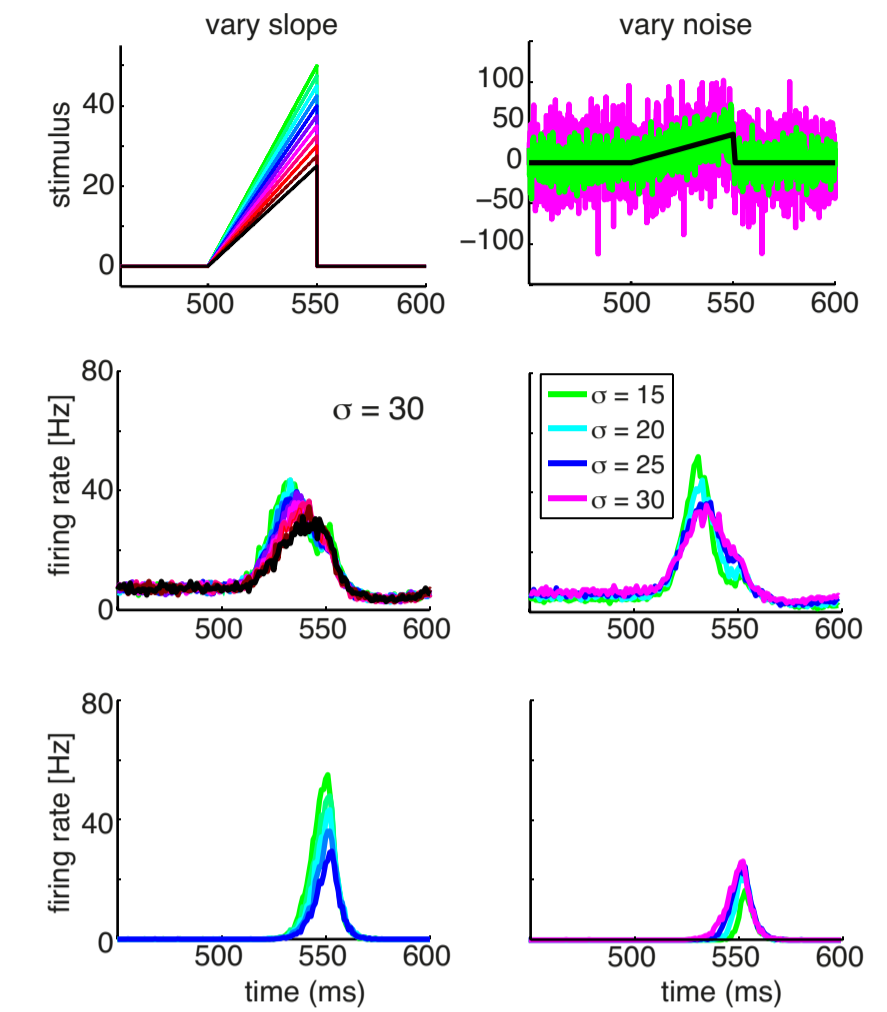 vary slope
vary noise
stimulus
40
20
0
500
550
600
100
50
0
−50
−100
500
550
600
firing rate [Hz]
80
40
0
σ = 30
500
550
600
σ = 15
σ = 20
σ = 25
σ = 30
500
550
600
firing rate [Hz]
80
40
0
500
550
600
time (ms)
500
550
600
time (ms)